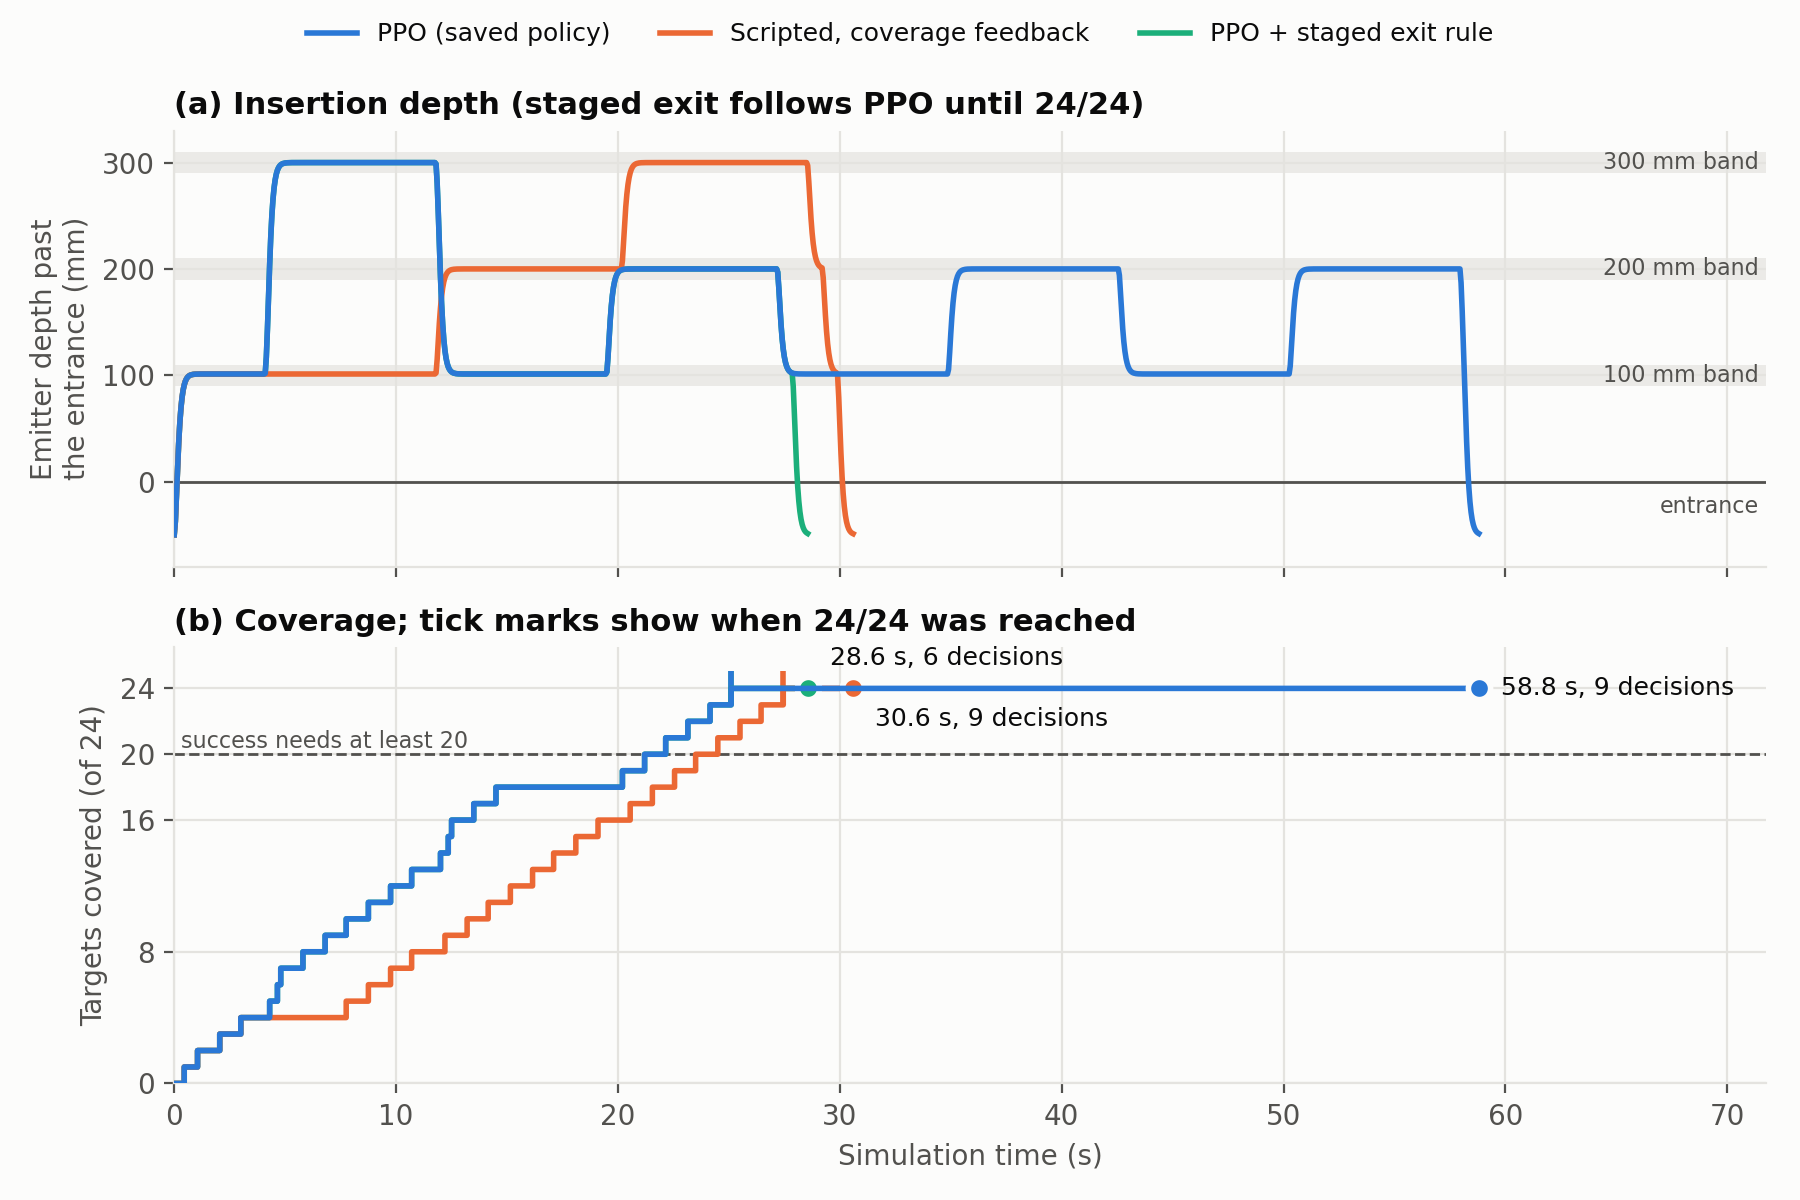 PPO (saved policy)
Scripted, coverage feedback
PPO + staged exit rule
(a) Insertion depth (staged exit follows PPO until 24/24)
Emitter depth past
the entrance (mm)
300
200
100
0
300 mm band
200 mm band
100 mm band
entrance
(b) Coverage; tick marks show when 24/24 was reached
Targets covered (of 24)
24
20
16
8
0
28.6 s, 6 decisions
58.8 s, 9 decisions
30.6 s, 9 decisions
success needs at least 20
0
10
20
30
40
50
60
70
Simulation time (s)